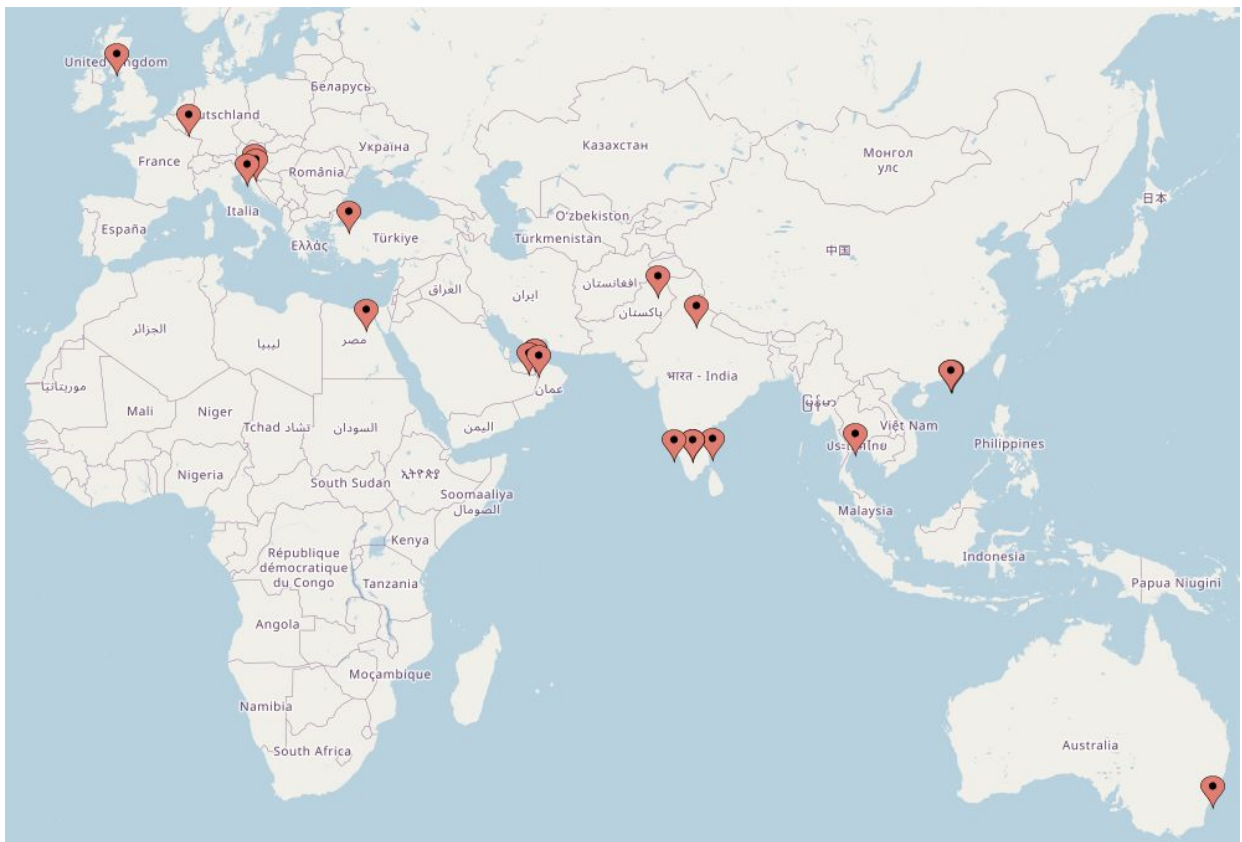 United Kingdom
Беларусь
utschland
Україна
France
România
Italia
España
Ελλάς
Türkiye
Казахстан
Монгол
улс
O‘zbekiston
Türkmenistan
中国
日本
افغانستان
ایران
العراق
پاکستان
الجزائر
ليبيا
مصر
भारत - India
عمان
موريتانيا
Mali
Niger
Tchad تشاد
السودان
اليمن
Việt Nam
Philippines
Nigeria
South Sudan
ኢትዮጵያ
Soomaaliya
الصومال
Malaysia
Kenya
Indonesia
République
démocratique
du Congo
Tanzania
Papua Niugini
Angola
Moçambique
Namibia
South Africa
Australia